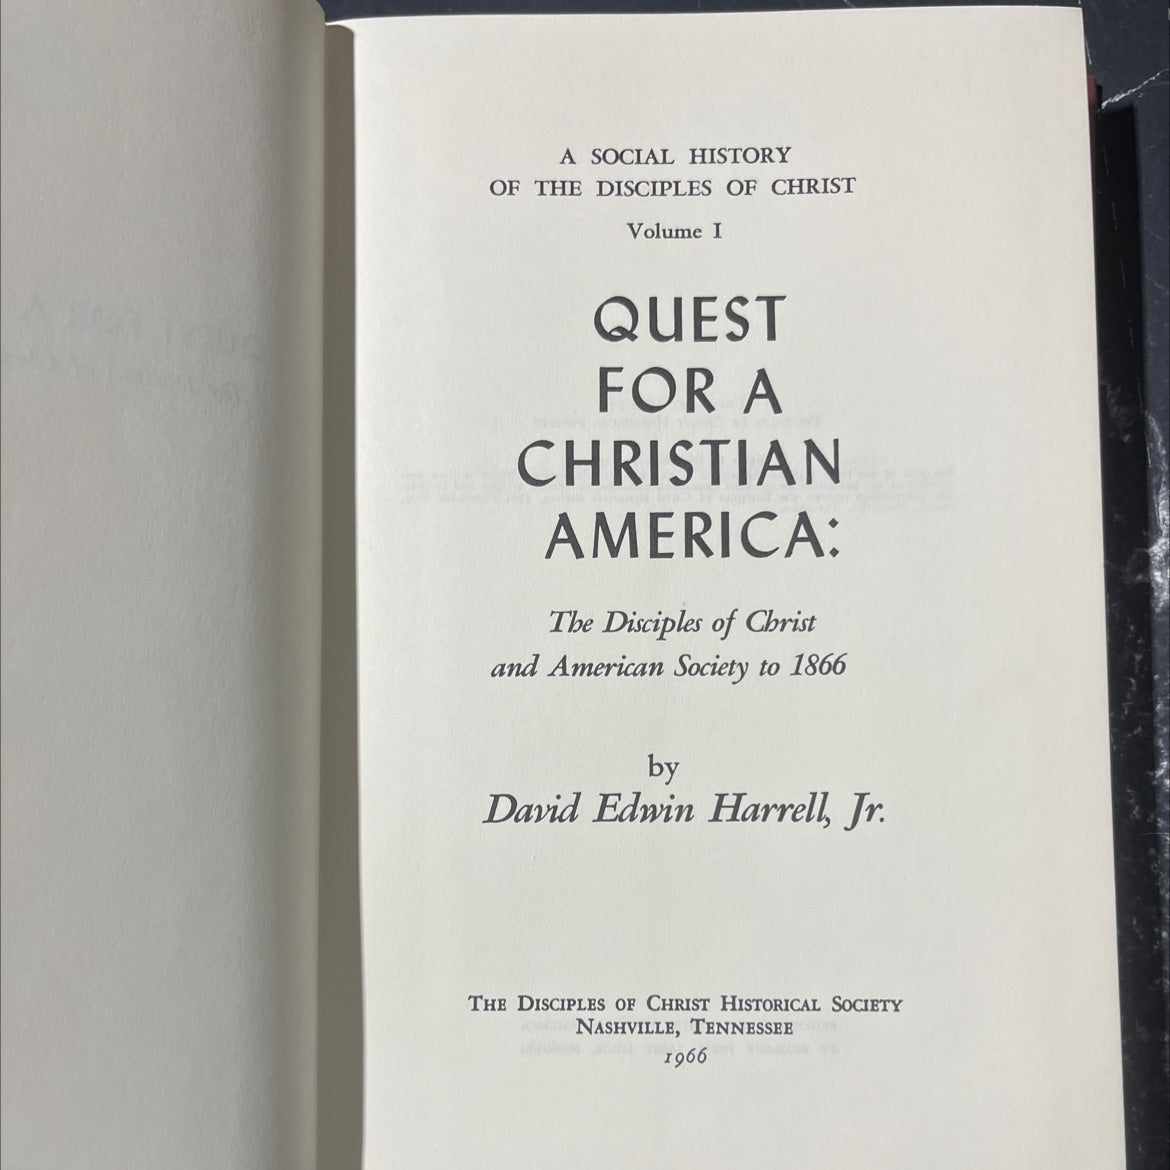 A SOCIAL HISTORY
OF THE DISCIPLES OF CHRIST
Volume I
QUEST
FOR A
CHRISTIAN
AMERICA:
The Disciples of Christ
and American Society to 1866
by
David Edwin Harrell, Jr.
THE DISCIPLES OF CHRIST HISTORICAL SOCIETY
NASHVILLE, TENNESSEE
1966